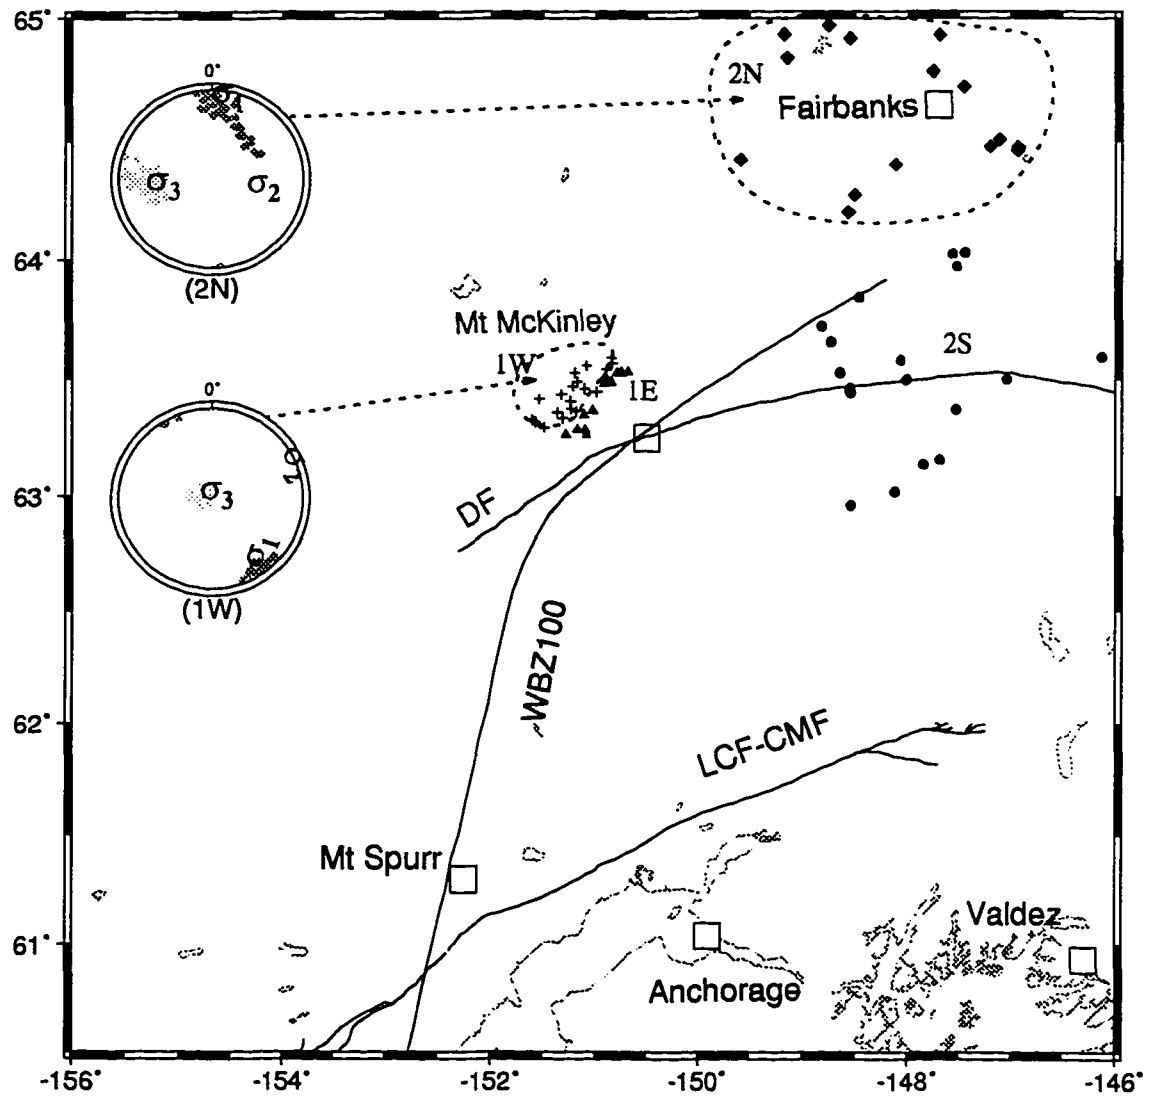 65°
0°
2N
Fairbanks
σ1
σ3
σ2
64°
(2N)
Mt McKinley
2S
1W
1E
0°
σ2
63°
σ3
DF
σ1
(1W)
WBZ100
62°
LCF-CMF
Mt Spurr
Valdez
61°
Anchorage
-156°
-154°
-152°
-150°
-148°
-146°